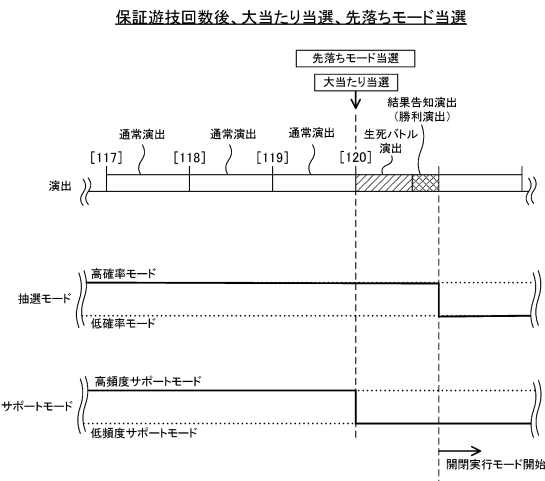 保証遊技回数後、大当たり当選、先落ちモード当選
先落ちモード当選
大当たり当選
結果告知演出
(勝利演出)
通常演出
通常演出
通常演出
生死バトル
演出
[117]
[118]
[119]
[120]
演出
高確率モード
抽選モード
低確率モード
高頻度サポートモード
サポートモード
低頻度サポートモード
開閉実行モード開始